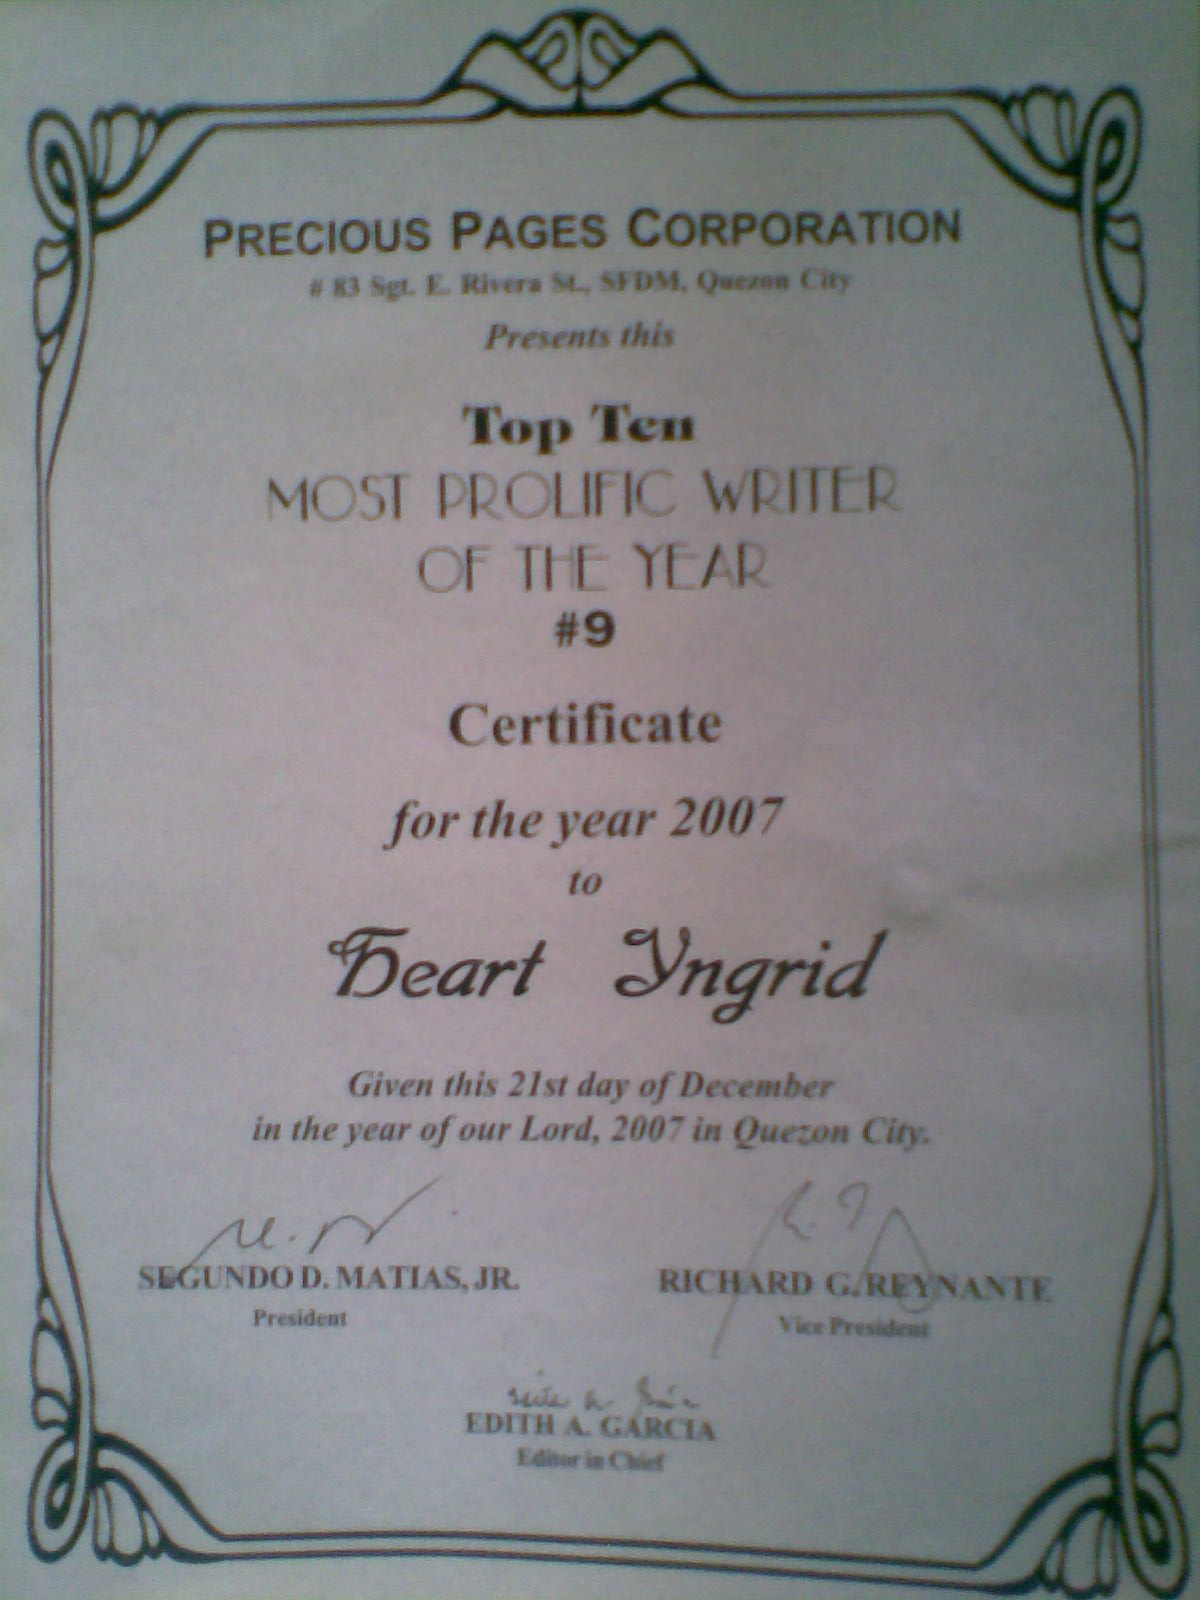 PRECIOUS PAGES CORPORATION
# 83 Sgt. E. Rivera St., SFDM, Quezon City
Presents this
Top Ten
MOST PROLIFIC WRITER
OF THE YEAR
#9
Certificate
for the year 2007
to
Heart Yngrid
Given this 21st day of December
in the year of our Lord, 2007 in Quezon City.
SEGUNDO D. MATIAS, JR.
President
RICHARD G. REYNANTE
Vice President
EDITH A. GARCIA
Editor in Chief